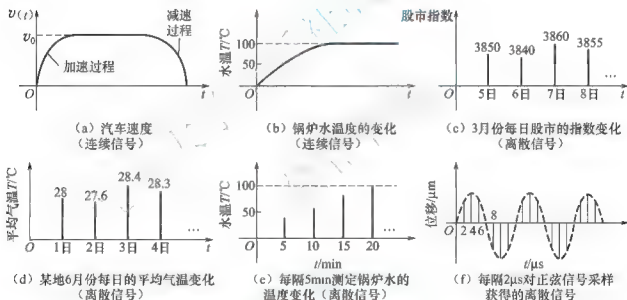 v(t)
v₀
加速过程
减速
过程
O
t
(a) 汽车速度
(连续信号)
水温T/℃
100
50
O
t
(b) 锅炉水温度的变化
(连续信号)
股市指数
3850
3840
3860
3855
...
O
5日
6日
7日
8日
t
(c) 3月份每日股市的指数变化
(离散信号)
平均气温T/℃
28
27.6
28.4
28.3
...
O
1日
2日
3日
4日
t
(d) 某地6月份每日的平均气温变化
(离散信号)
水温T/℃
100
50
...
O
5
10
15
20
t/min
(e) 每隔5min测定锅炉水的
温度变化(离散信号)
位移/μm
O
2 4 6
8
t/μs
(f) 每隔2μs对正弦信号采样
获得的离散信号